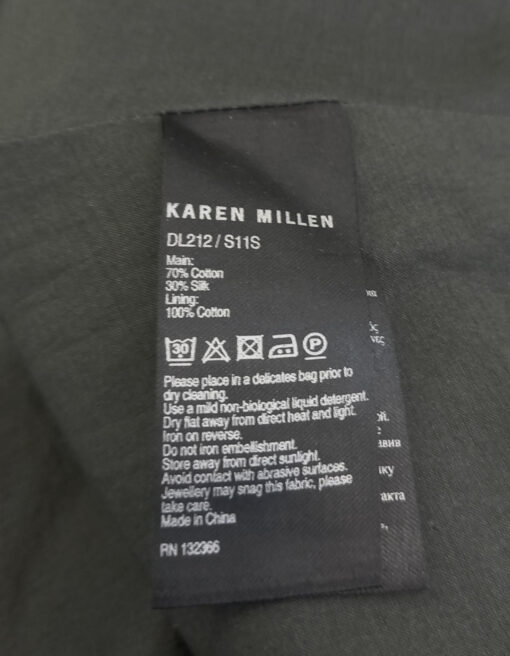 KAREN MILLEN
DL212 / S11S
Main:
70% Cotton
30% Silk
Lining:
100% Cotton
30
P
Please place in a delicates bag prior to
dry cleaning.
Use a mild non-biological liquid detergent.
Dry flat away from direct heat and light.
Iron on reverse.
Do not iron embellishment.
Store away from direct sunlight.
Avoid contact with abrasive surfaces.
Jewellery may snag this fabric, please
take care.
Made in China
RN 132366